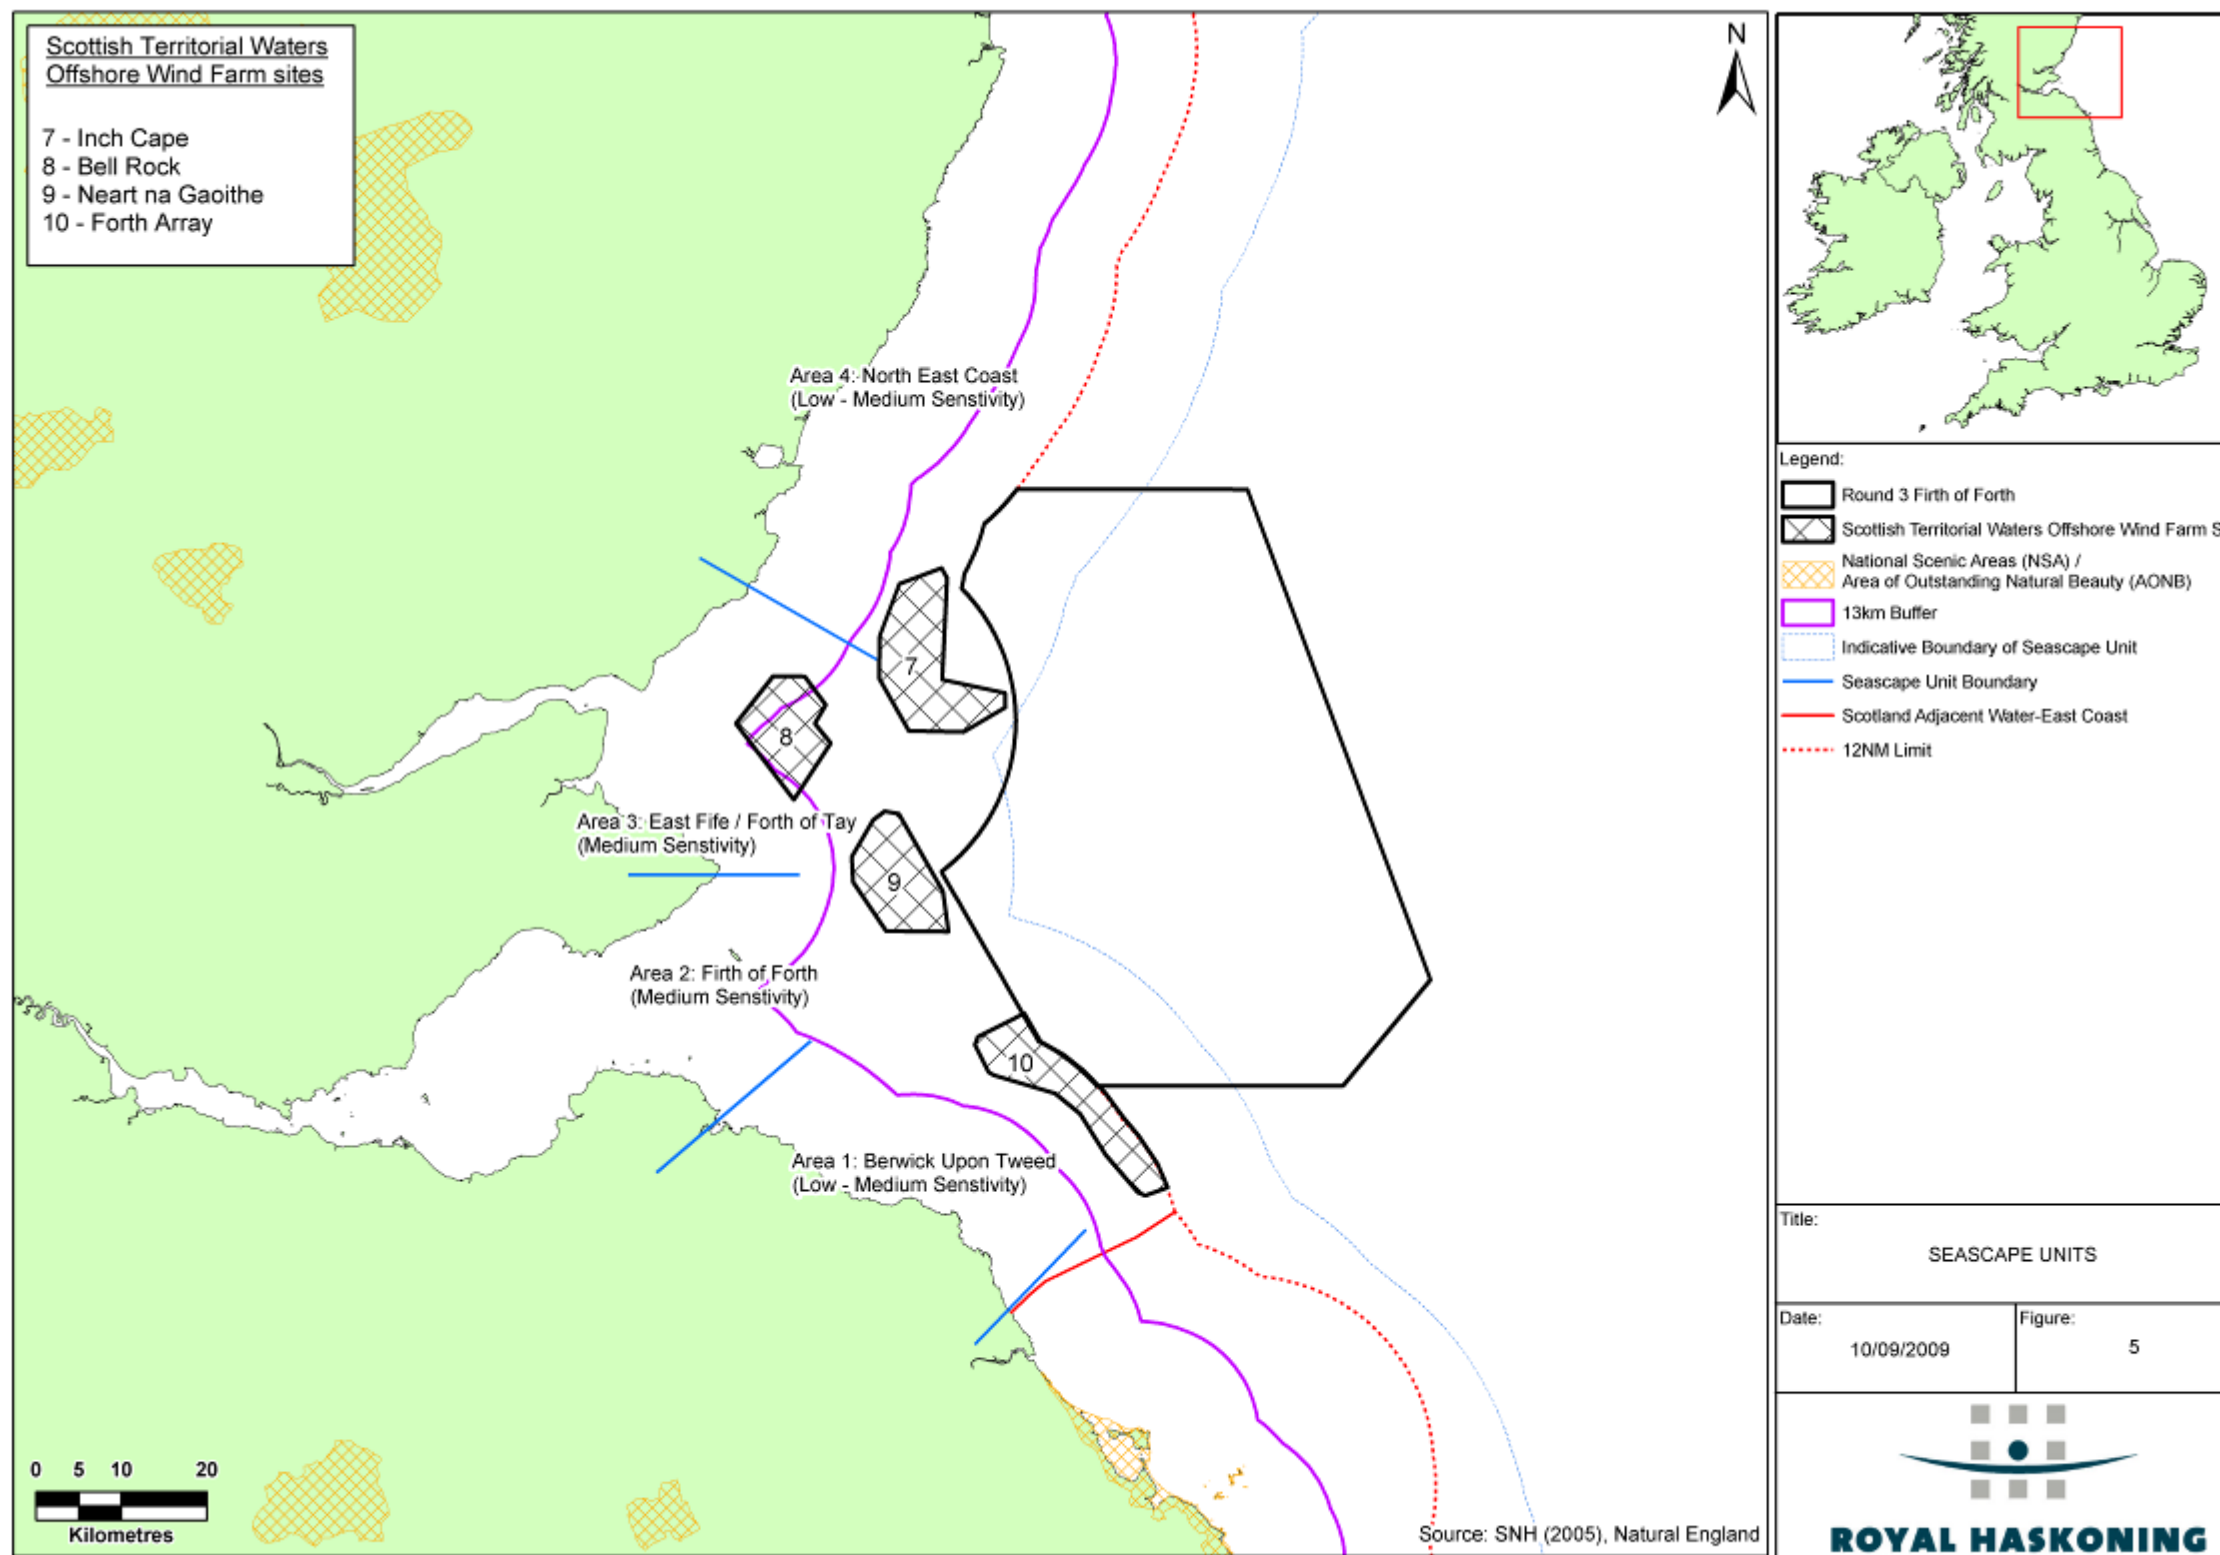 Scottish Territorial Waters
Offshore Wind Farm sites
7 - Inch Cape
8 - Bell Rock
9 - Neart na Gaoithe
10 - Forth Array
N
Area 4: North East Coast
(Low - Medium Senstivity)
7
8
Area 3: East Fife / Forth of Tay
(Medium Senstivity)
9
Area 2: Firth of Forth
(Medium Senstivity)
10
Area 1: Berwick Upon Tweed
(Low - Medium Senstivity)
0 5 10 20
Kilometres
Source: SNH (2005), Natural England
Legend:
Round 3 Firth of Forth
Scottish Territorial Waters Offshore Wind Farm S
National Scenic Areas (NSA) /
Area of Outstanding Natural Beauty (AONB)
13km Buffer
Indicative Boundary of Seascape Unit
Seascape Unit Boundary
Scotland Adjacent Water-East Coast
12NM Limit
Title:
SEASCAPE UNITS
Date:
10/09/2009
Figure:
5
ROYAL HASKONING